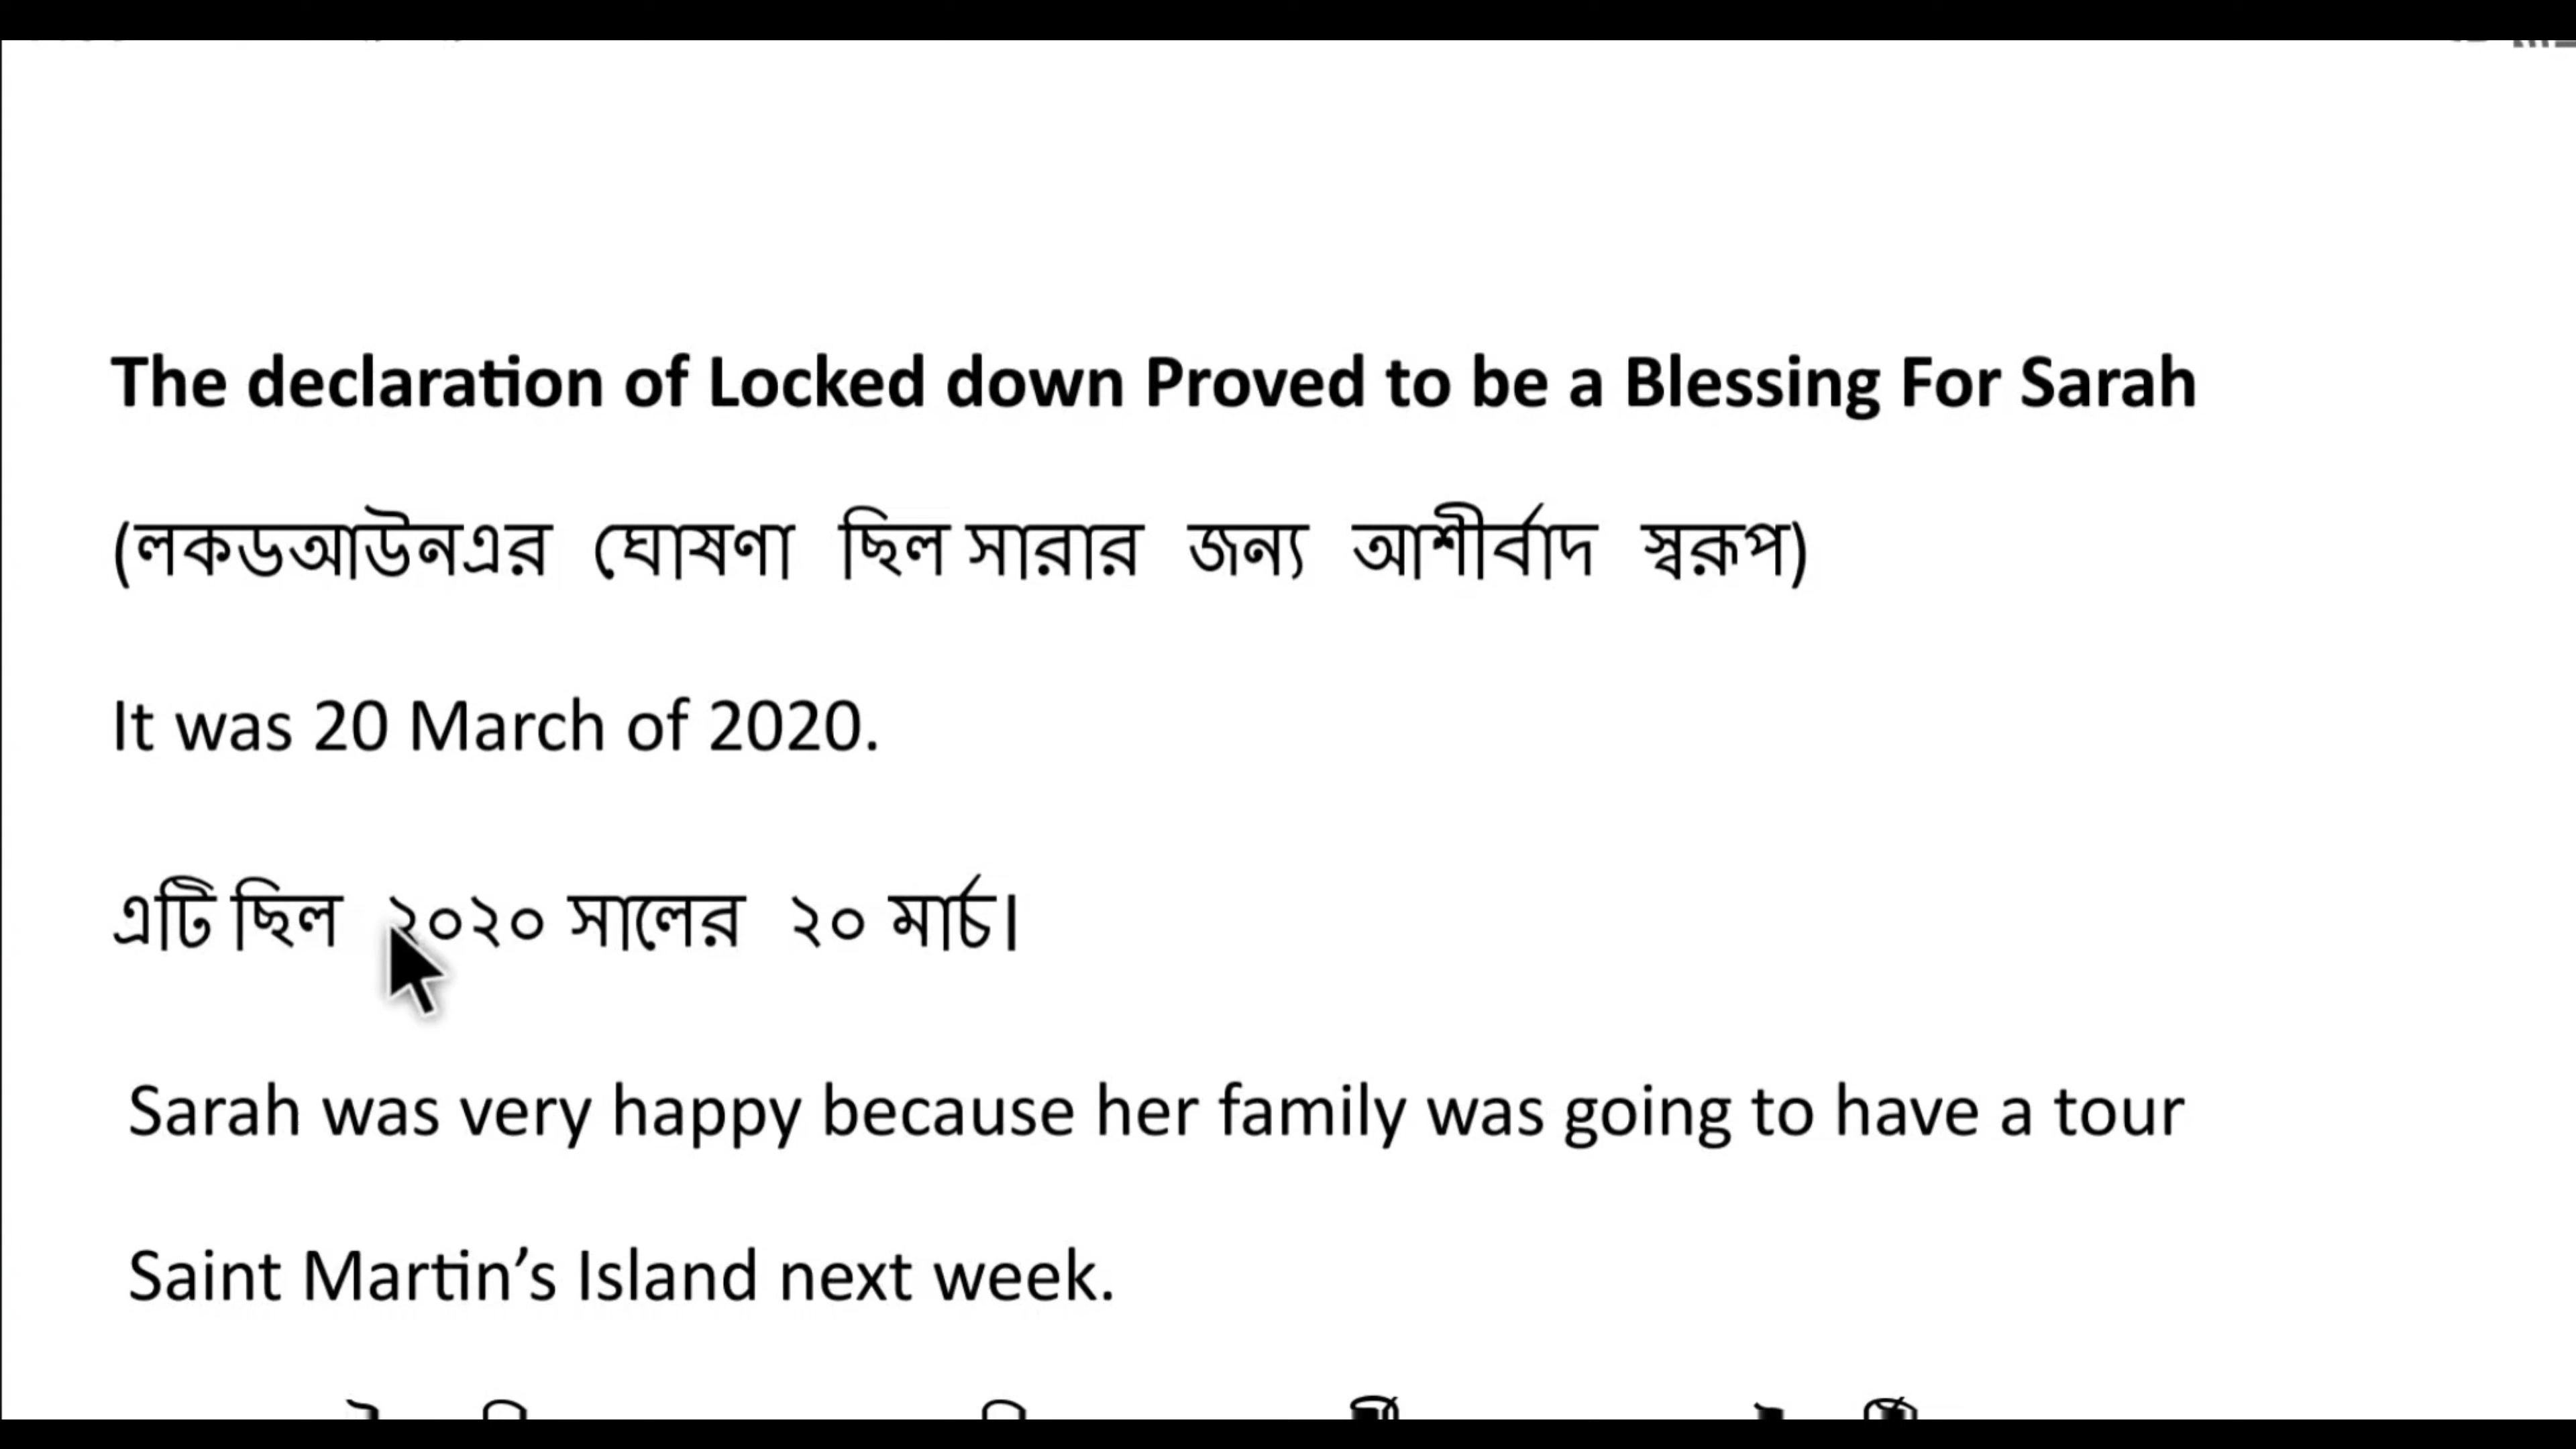 The declaration of Locked down Proved to be a Blessing For Sarah
(লকডআউনএর ঘোষণা ছিল সারার জন্য আশীর্বাদ স্বরূপ)
It was 20 March of 2020.
এটি ছিল ২০২০ সালের ২০ মার্চ।
Sarah was very happy because her family was going to have a tour
Saint Martin’s Island next week.